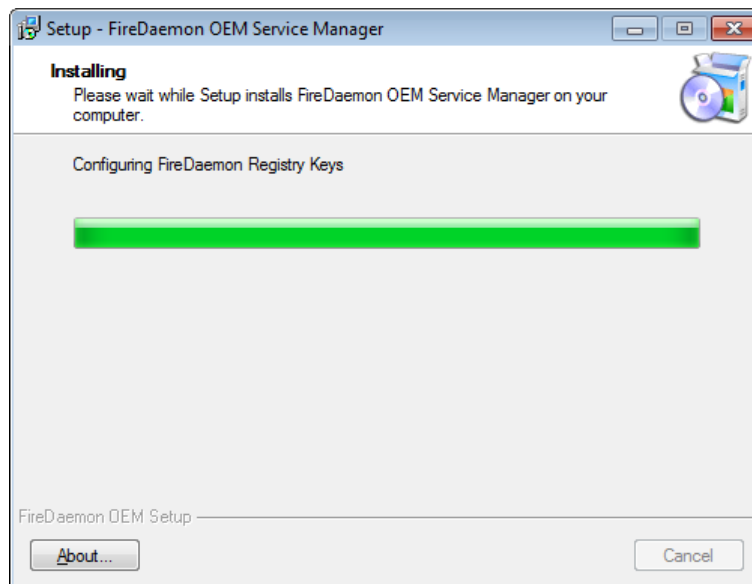 Setup - FireDaemon OEM Service Manager
Installing
Please wait while Setup installs FireDaemon OEM Service Manager on your
computer.
Configuring FireDaemon Registry Keys
FireDaemon OEM Setup
About...
Cancel